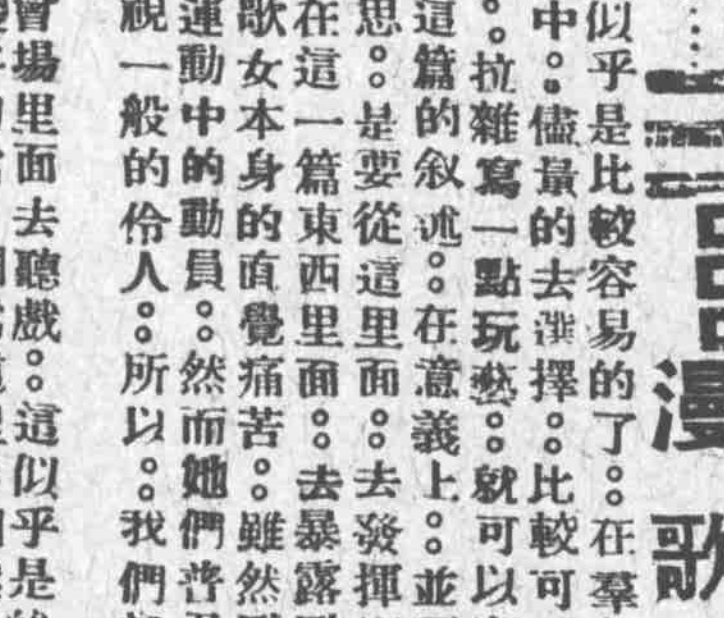 漫 歌
似乎是比較容易的了。。在羣
中。。儘量的去選擇。。比較可
。。拉雜寫一點玩藝。。就可以
這篇的叙述。。在意義上。。並
思。。是要從這里面。。去發揮
在這一篇東西里面。。去暴露
歌女本身的直覺痛苦。。雖然
運動中的動員。。然而她們普
視一般的伶人。。所以。。我們
會場里面去聽戲。。這似乎是